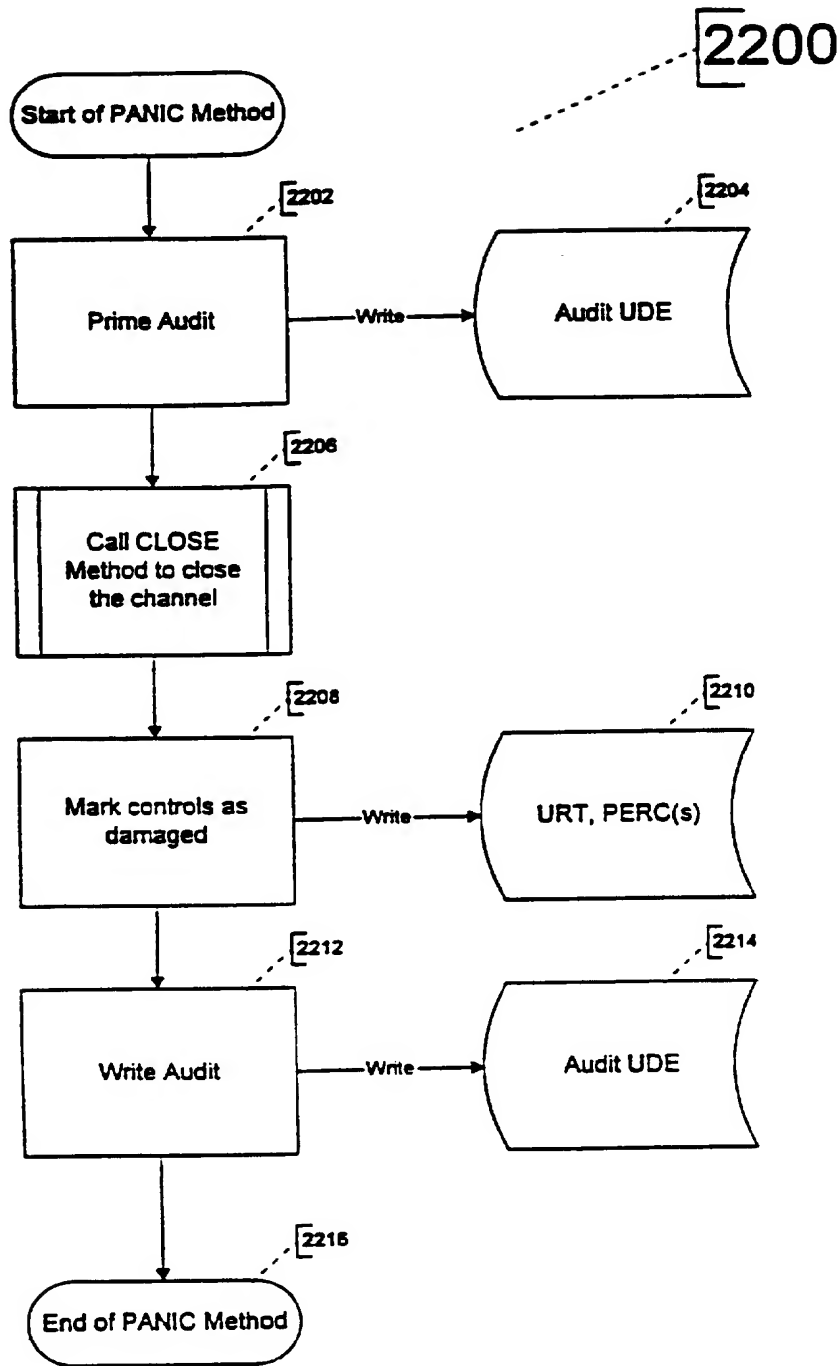 2200
Start of PANIC Method
2202
2204
Prime Audit
Write
Audit UDE
2206
Call CLOSE
Method to close
the channel
2208
2210
Mark controls as
damaged
Write
URT, PERC(s)
2212
2214
Write Audit
Write
Audit UDE
2216
End of PANIC Method